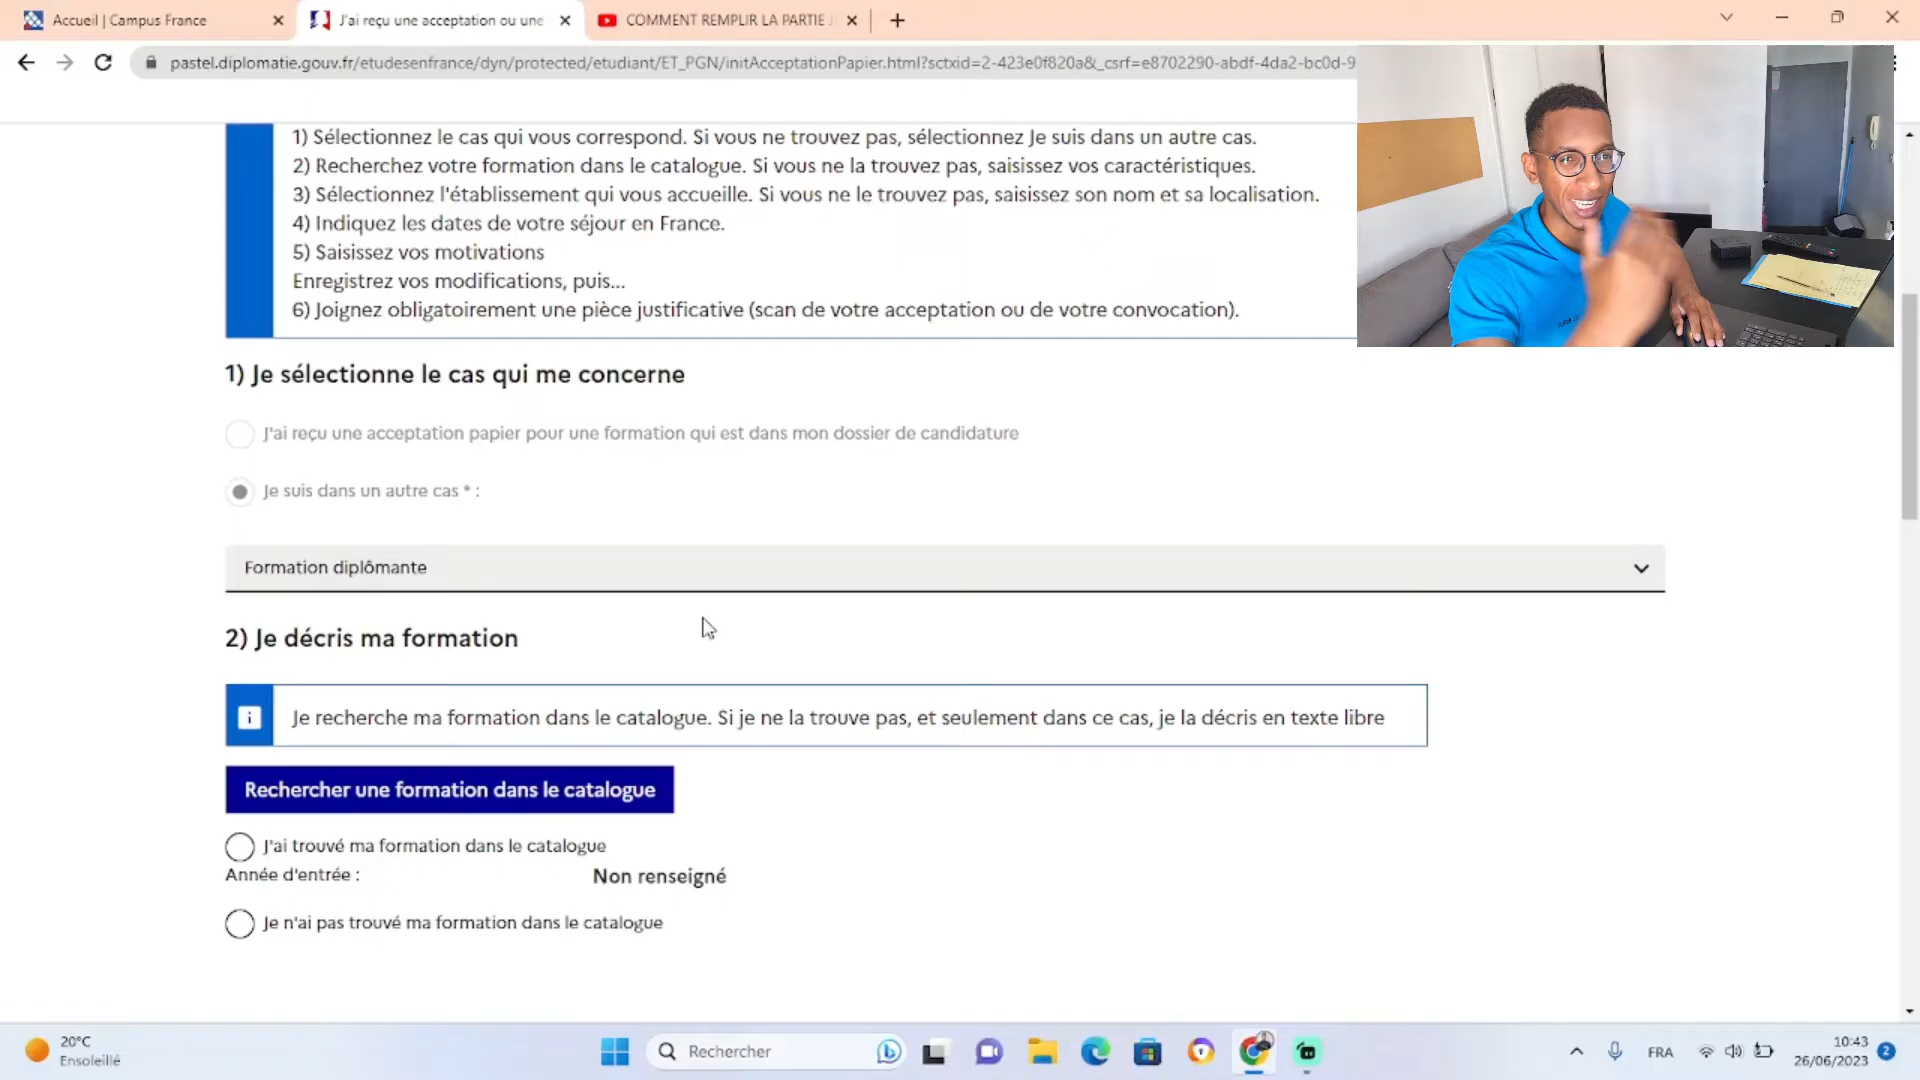 Accueil | Campus France
J'ai reçu une acceptation ou une
COMMENT REMPLIR LA PARTIE
pastel.diplomatie.gouv.fr/etudesenfrance/dyn/protected/etudiant/ET_PGN/initAcceptationPapier.html?sctxid=2-423e0f820a&_csrf=e8702290-abdf-4da2-bc0d-9
1) Sélectionnez le cas qui vous correspond. Si vous ne trouvez pas, sélectionnez Je suis dans un autre cas.
2) Recherchez votre formation dans le catalogue. Si vous ne la trouvez pas, saisissez vos caractéristiques.
3) Sélectionnez l'établissement qui vous accueille. Si vous ne le trouvez pas, saisissez son nom et sa localisation.
4) Indiquez les dates de votre séjour en France.
5) Saisissez vos motivations
Enregistrez vos modifications, puis...
6) Joignez obligatoirement une pièce justificative (scan de votre acceptation ou de votre convocation).
1) Je sélectionne le cas qui me concerne
J'ai reçu une acceptation papier pour une formation qui est dans mon dossier de candidature
Je suis dans un autre cas * :
Formation diplômante
2) Je décris ma formation
i
Je recherche ma formation dans le catalogue. Si je ne la trouve pas, et seulement dans ce cas, je la décris en texte libre
Rechercher une formation dans le catalogue
J'ai trouvé ma formation dans le catalogue
Année d'entrée : Non renseigné
Je n'ai pas trouvé ma formation dans le catalogue
20°C
Ensoleillé
Rechercher
FRA
10:43
26/06/2023
2